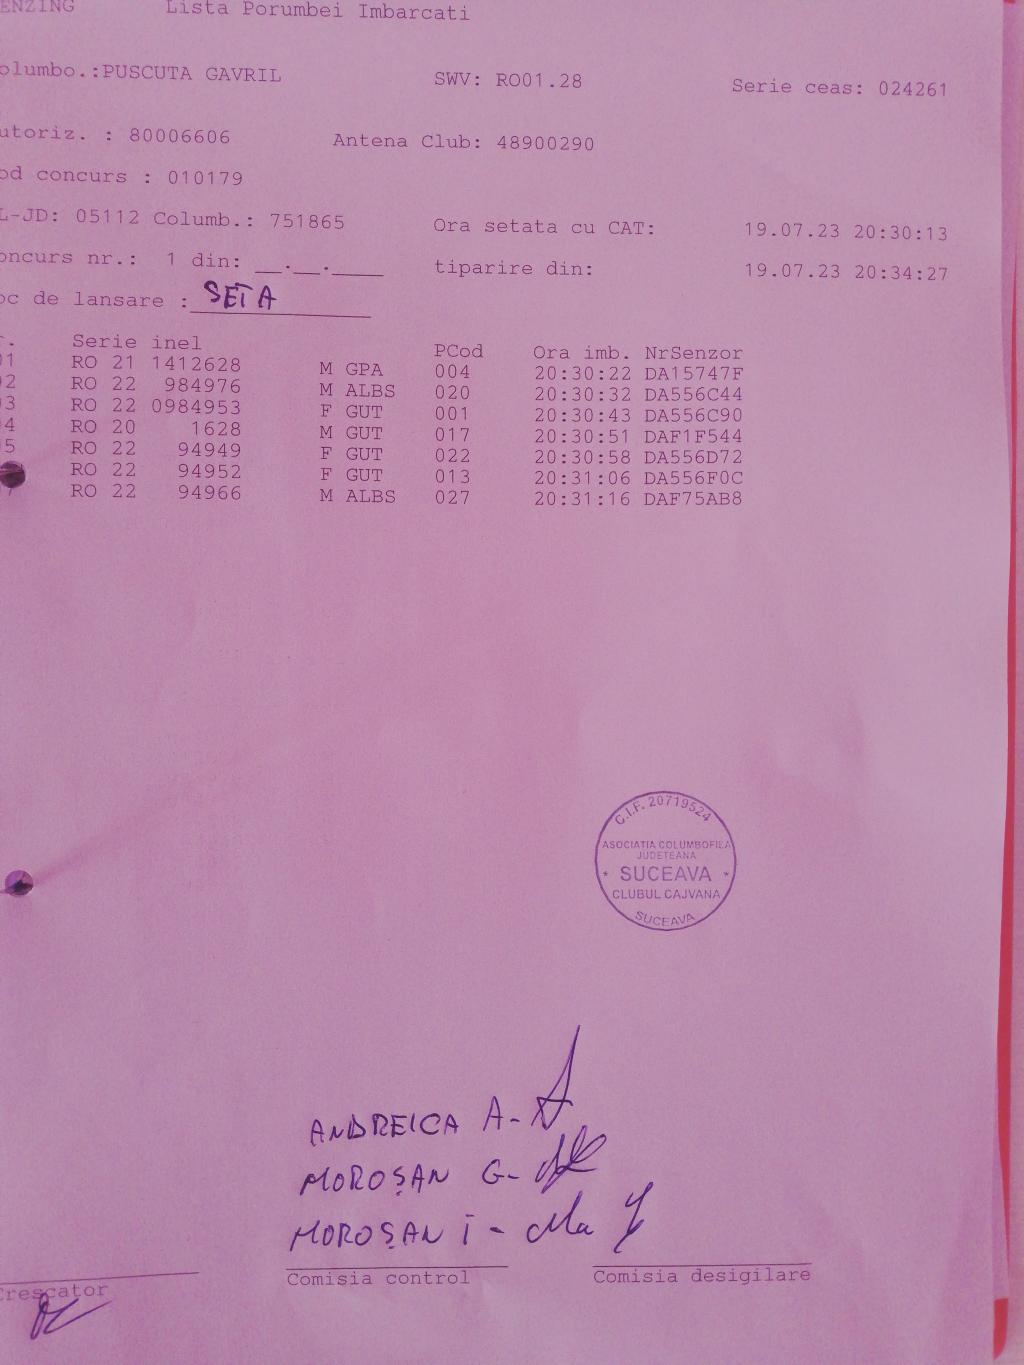 ENZING Lista Porumbei Imbarcati
olumbo.:PUSCUTA GAVRIL SWV: RO01.28 Serie ceas: 024261
utoriz. : 80006606 Antena Club: 48900290
od concurs : 010179
L-JD: 05112 Columb.: 751865 Ora setata cu CAT: 19.07.23 20:30:13
oncurs nr.: 1 din: __.__.____ tiparire din: 19.07.23 20:34:27
oc de lansare : SETA
r. Serie inel PCod Ora imb. NrSenzor
01 RO 21 1412628 M GPA 004 20:30:22 DA15747F
02 RO 22 984976 M ALBS 020 20:30:32 DA556C44
03 RO 22 0984953 F GUT 001 20:30:43 DA556C90
4 RO 20 1628 M GUT 017 20:30:51 DAF1F544
5 RO 22 94949 F GUT 022 20:30:58 DA556D72
RO 22 94952 F GUT 013 20:31:06 DA556F0C
RO 22 94966 M ALBS 027 20:31:16 DAF75AB8
C.I.F. 20719524
ASOCIATIA COLUMBOFILA
JUDETEANA
* SUCEAVA *
CLUBUL CAJVANA
SUCEAVA
ANDREICA A-
MOROȘAN G-
MOROȘAN I-
Crescator Comisia control Comisia desigilare